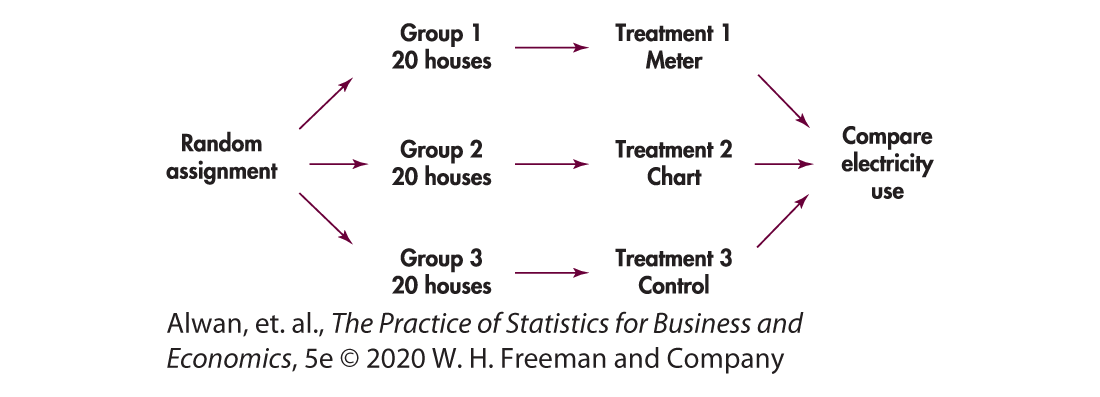 Random
assignment
Group 1
20 houses
Treatment 1
Meter
Group 2
20 houses
Treatment 2
Chart
Group 3
20 houses
Treatment 3
Control
Compare
electricity
use
Alwan, et. al., The Practice of Statistics for Business and
Economics, 5e © 2020 W. H. Freeman and Company